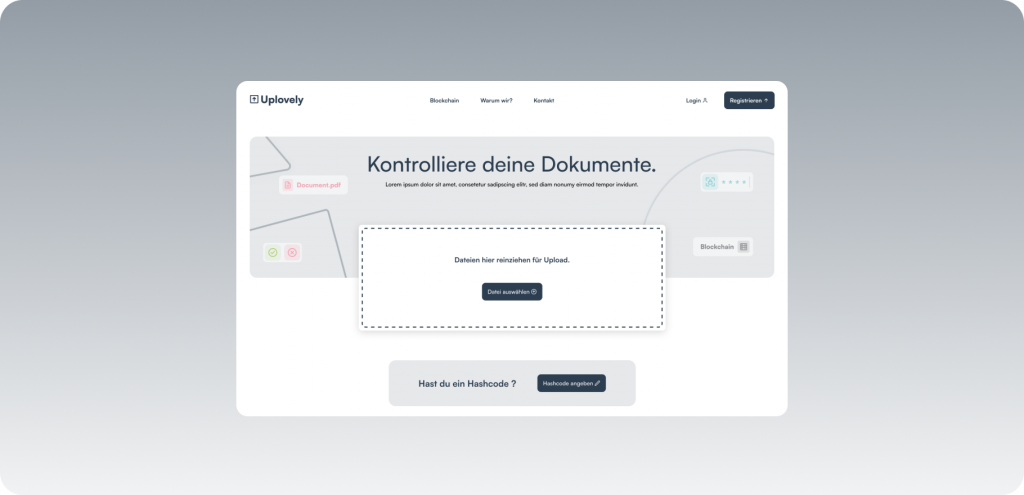 Uplovely
Blockchain
Warum wir?
Kontakt
Login
Registrieren
Kontrolliere deine Dokumente.
Lorem ipsum dolor sit amet, consetetur sadipscing elitr, sed diam nonumy eirmod tempor invidunt.
Document.pdf
****|
Blockchain
Dateien hier reinziehen für Upload.
Datei auswählen
Hast du ein Hashcode ?
Hashcode angeben